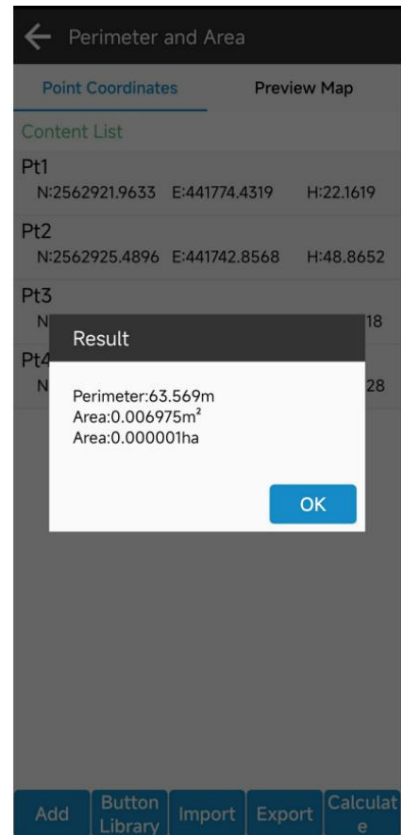 Perimeter and Area
Point Coordinates Preview Map
Content List
Pt1
N:2562921.9633 E:441774.4319 H:22.1619
Pt2
N:2562925.4896 E:441742.8568 H:48.8652
Pt3
N 18
Result
Pt4
N 28
Perimeter:63.569m
Area:0.006975m²
Area:0.000001ha
OK
Add Button Library Import Export Calculat
e